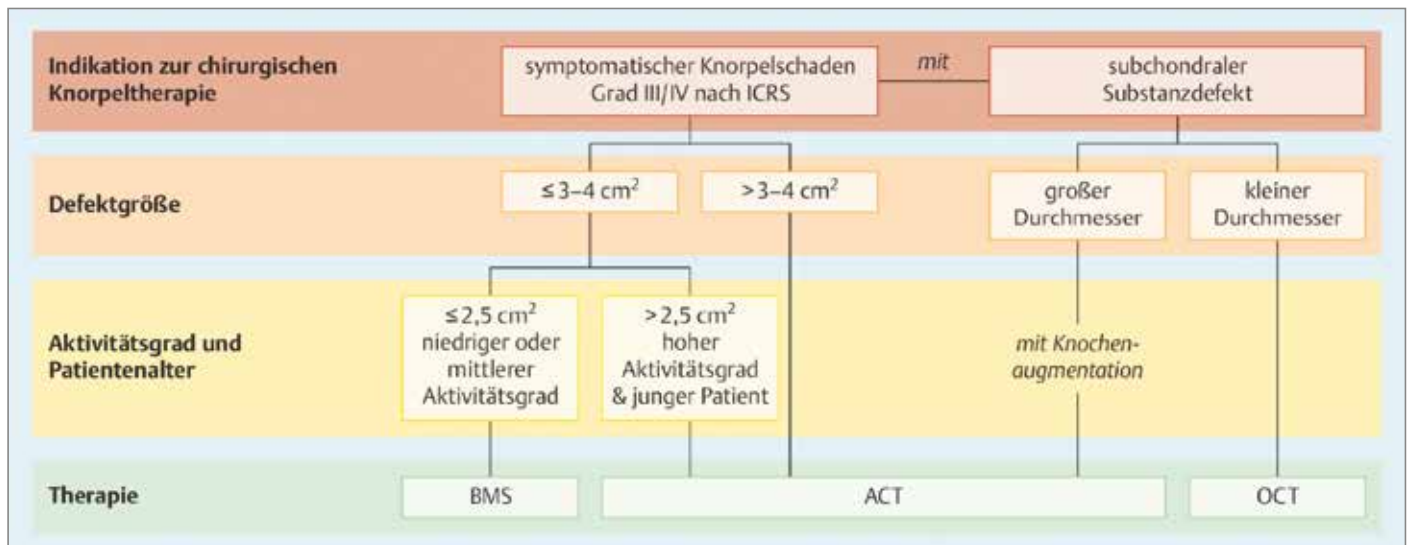 Indikation zur chirurgischen
Knorpeltherapie
symptomatischer Knorpelschaden
Grad III/IV nach ICRS
mit
subchondraler
Substanzdefekt
Defektgröße
≤ 3–4 cm²
> 3–4 cm²
großer
Durchmesser
kleiner
Durchmesser
Aktivitätsgrad und
Patientenalter
≤ 2,5 cm²
niedriger oder
mittlerer
Aktivitätsgrad
> 2,5 cm²
hoher
Aktivitätsgrad
& junger Patient
mit Knochen-
augmentation
Therapie
BMS
ACT
OCT